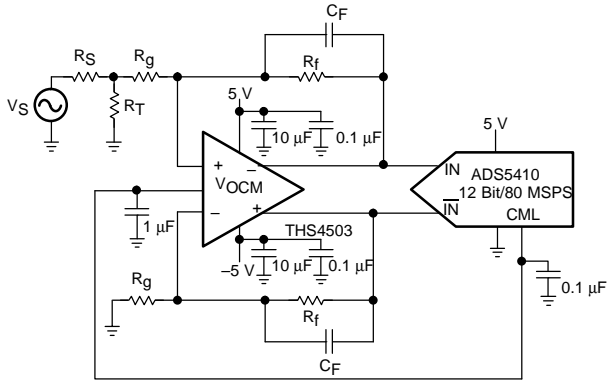 CF
RS
Rg
Rf
VS
RT
5 V
10 µF
0.1 µF
5 V
+
−
VOCM
−
+
IN
ADS5410
12 Bit/80 MSPS
IN
CML
1 µF
THS4503
−5 V
10 µF
0.1 µF
0.1 µF
Rg
Rf
CF